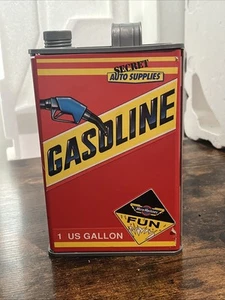 SECRET
AUTO SUPPLIES
GASOLINE
FUN
1 US GALLON